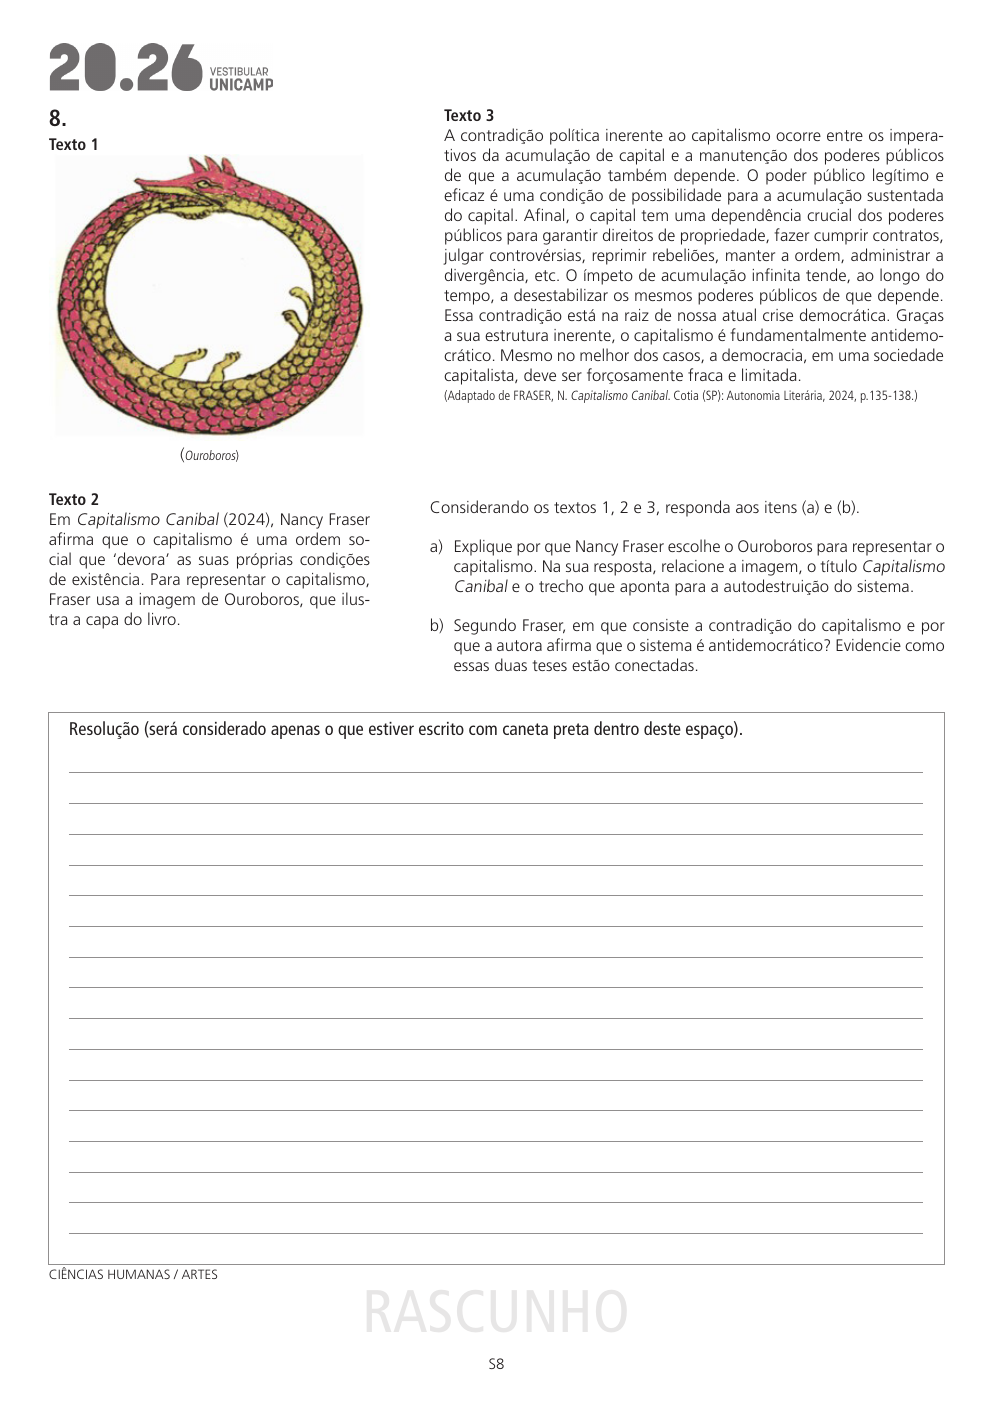 20.26 VESTIBULAR
UNICAMP
8.
Texto 1
(Ouroboros)
Texto 2
Em Capitalismo Canibal (2024), Nancy Fraser
afirma que o capitalismo é uma ordem so-
cial que ‘devora’ as suas próprias condições
de existência. Para representar o capitalismo,
Fraser usa a imagem de Ouroboros, que ilus-
tra a capa do livro.
Texto 3
A contradição política inerente ao capitalismo ocorre entre os impera-
tivos da acumulação de capital e a manutenção dos poderes públicos
de que a acumulação também depende. O poder público legítimo e
eficaz é uma condição de possibilidade para a acumulação sustentada
do capital. Afinal, o capital tem uma dependência crucial dos poderes
públicos para garantir direitos de propriedade, fazer cumprir contratos,
julgar controvérsias, reprimir rebeliões, manter a ordem, administrar a
divergência, etc. O ímpeto de acumulação infinita tende, ao longo do
tempo, a desestabilizar os mesmos poderes públicos de que depende.
Essa contradição está na raiz de nossa atual crise democrática. Graças
a sua estrutura inerente, o capitalismo é fundamentalmente antidemo-
crático. Mesmo no melhor dos casos, a democracia, em uma sociedade
capitalista, deve ser forçosamente fraca e limitada.
(Adaptado de FRASER, N. Capitalismo Canibal. Cotia (SP): Autonomia Literária, 2024, p.135-138.)
Considerando os textos 1, 2 e 3, responda aos itens (a) e (b).
a) Explique por que Nancy Fraser escolhe o Ouroboros para representar o
capitalismo. Na sua resposta, relacione a imagem, o título Capitalismo
Canibal e o trecho que aponta para a autodestruição do sistema.
b) Segundo Fraser, em que consiste a contradição do capitalismo e por
que a autora afirma que o sistema é antidemocrático? Evidencie como
essas duas teses estão conectadas.
Resolução (será considerado apenas o que estiver escrito com caneta preta dentro deste espaço).
CIÊNCIAS HUMANAS / ARTES
RASCUNHO
S8